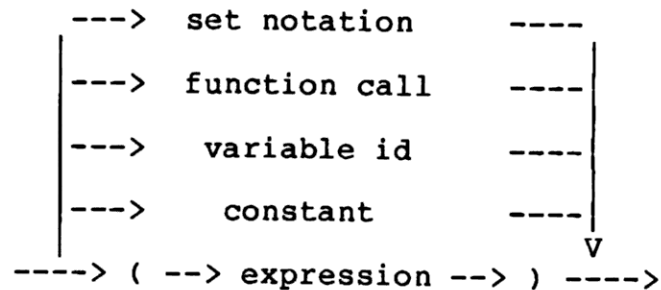 ---> set notation ----
---> function call ----
---> variable id ----
---> constant ----
V
----> ( --> expression --> ) ---->